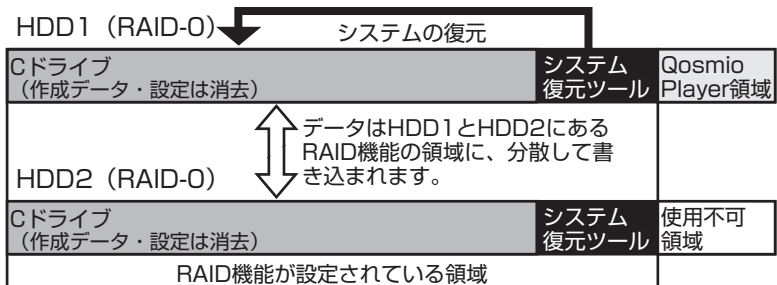 HDD1（RAID-0）
システムの復元
Cドライブ
（作成データ・設定は消去）
システム
復元ツール
Qosmio
Player領域
データはHDD1とHDD2にある
RAID機能の領域に、分散して書
き込まれます。
HDD2（RAID-0）
Cドライブ
（作成データ・設定は消去）
システム
復元ツール
使用不可
領域
RAID機能が設定されている領域